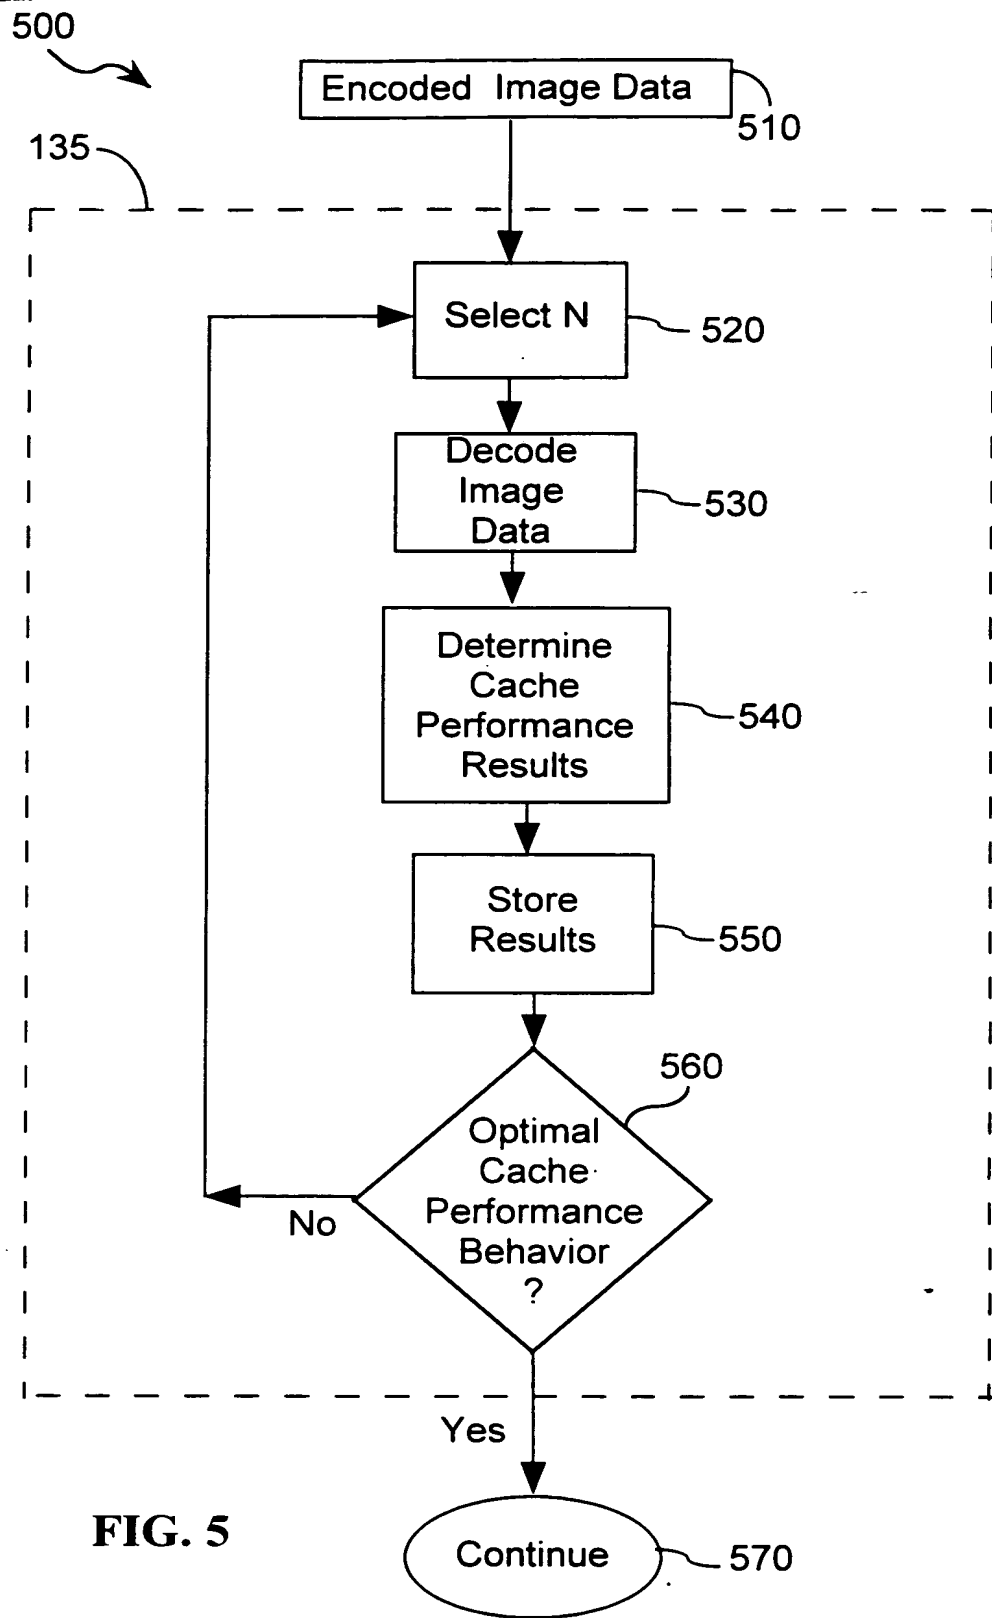 500
Encoded Image Data
510
135
Select N
520
Decode
Image
Data
530
Determine
Cache
Performance
Results
540
Store
Results
550
560
Optimal
Cache
Performance
Behavior
?
No
Yes
FIG. 5
Continue
570